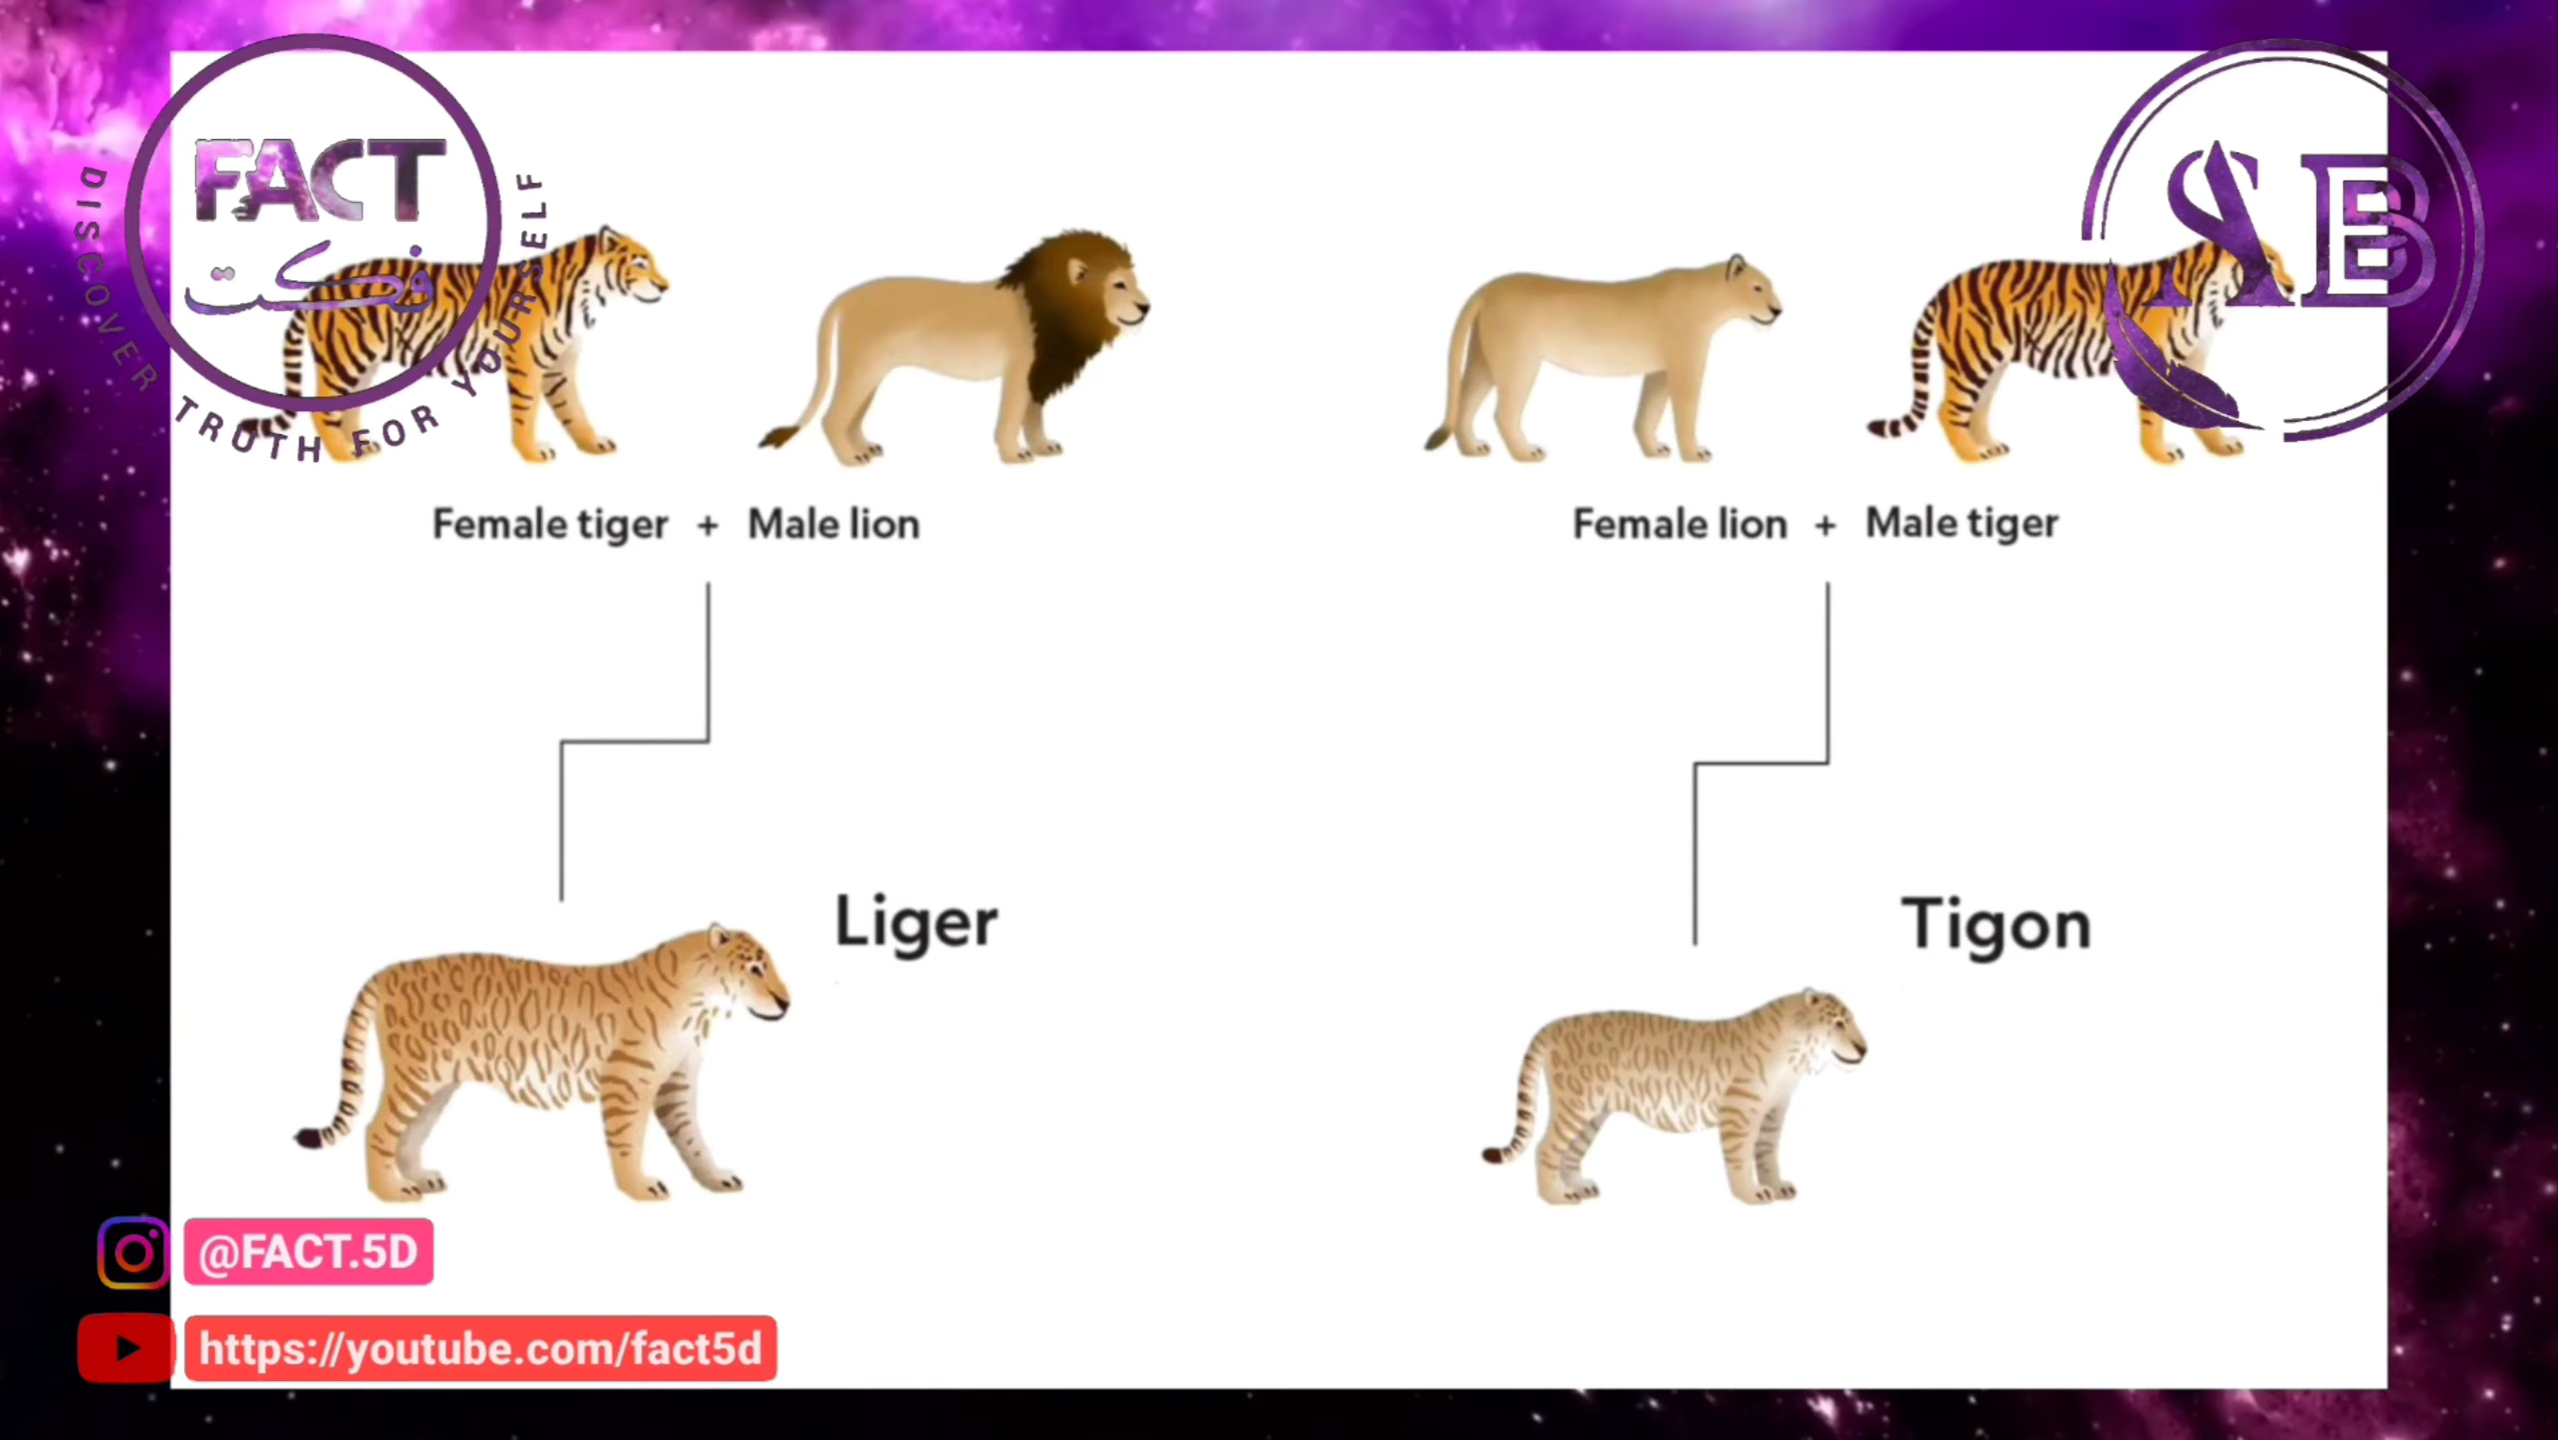 FACT
فکت
DISCOVER TRUTH FOR YOURSELF
Female tiger + Male lion
Female lion + Male tiger
Liger
Tigon
@FACT.5D
https://youtube.com/fact5d